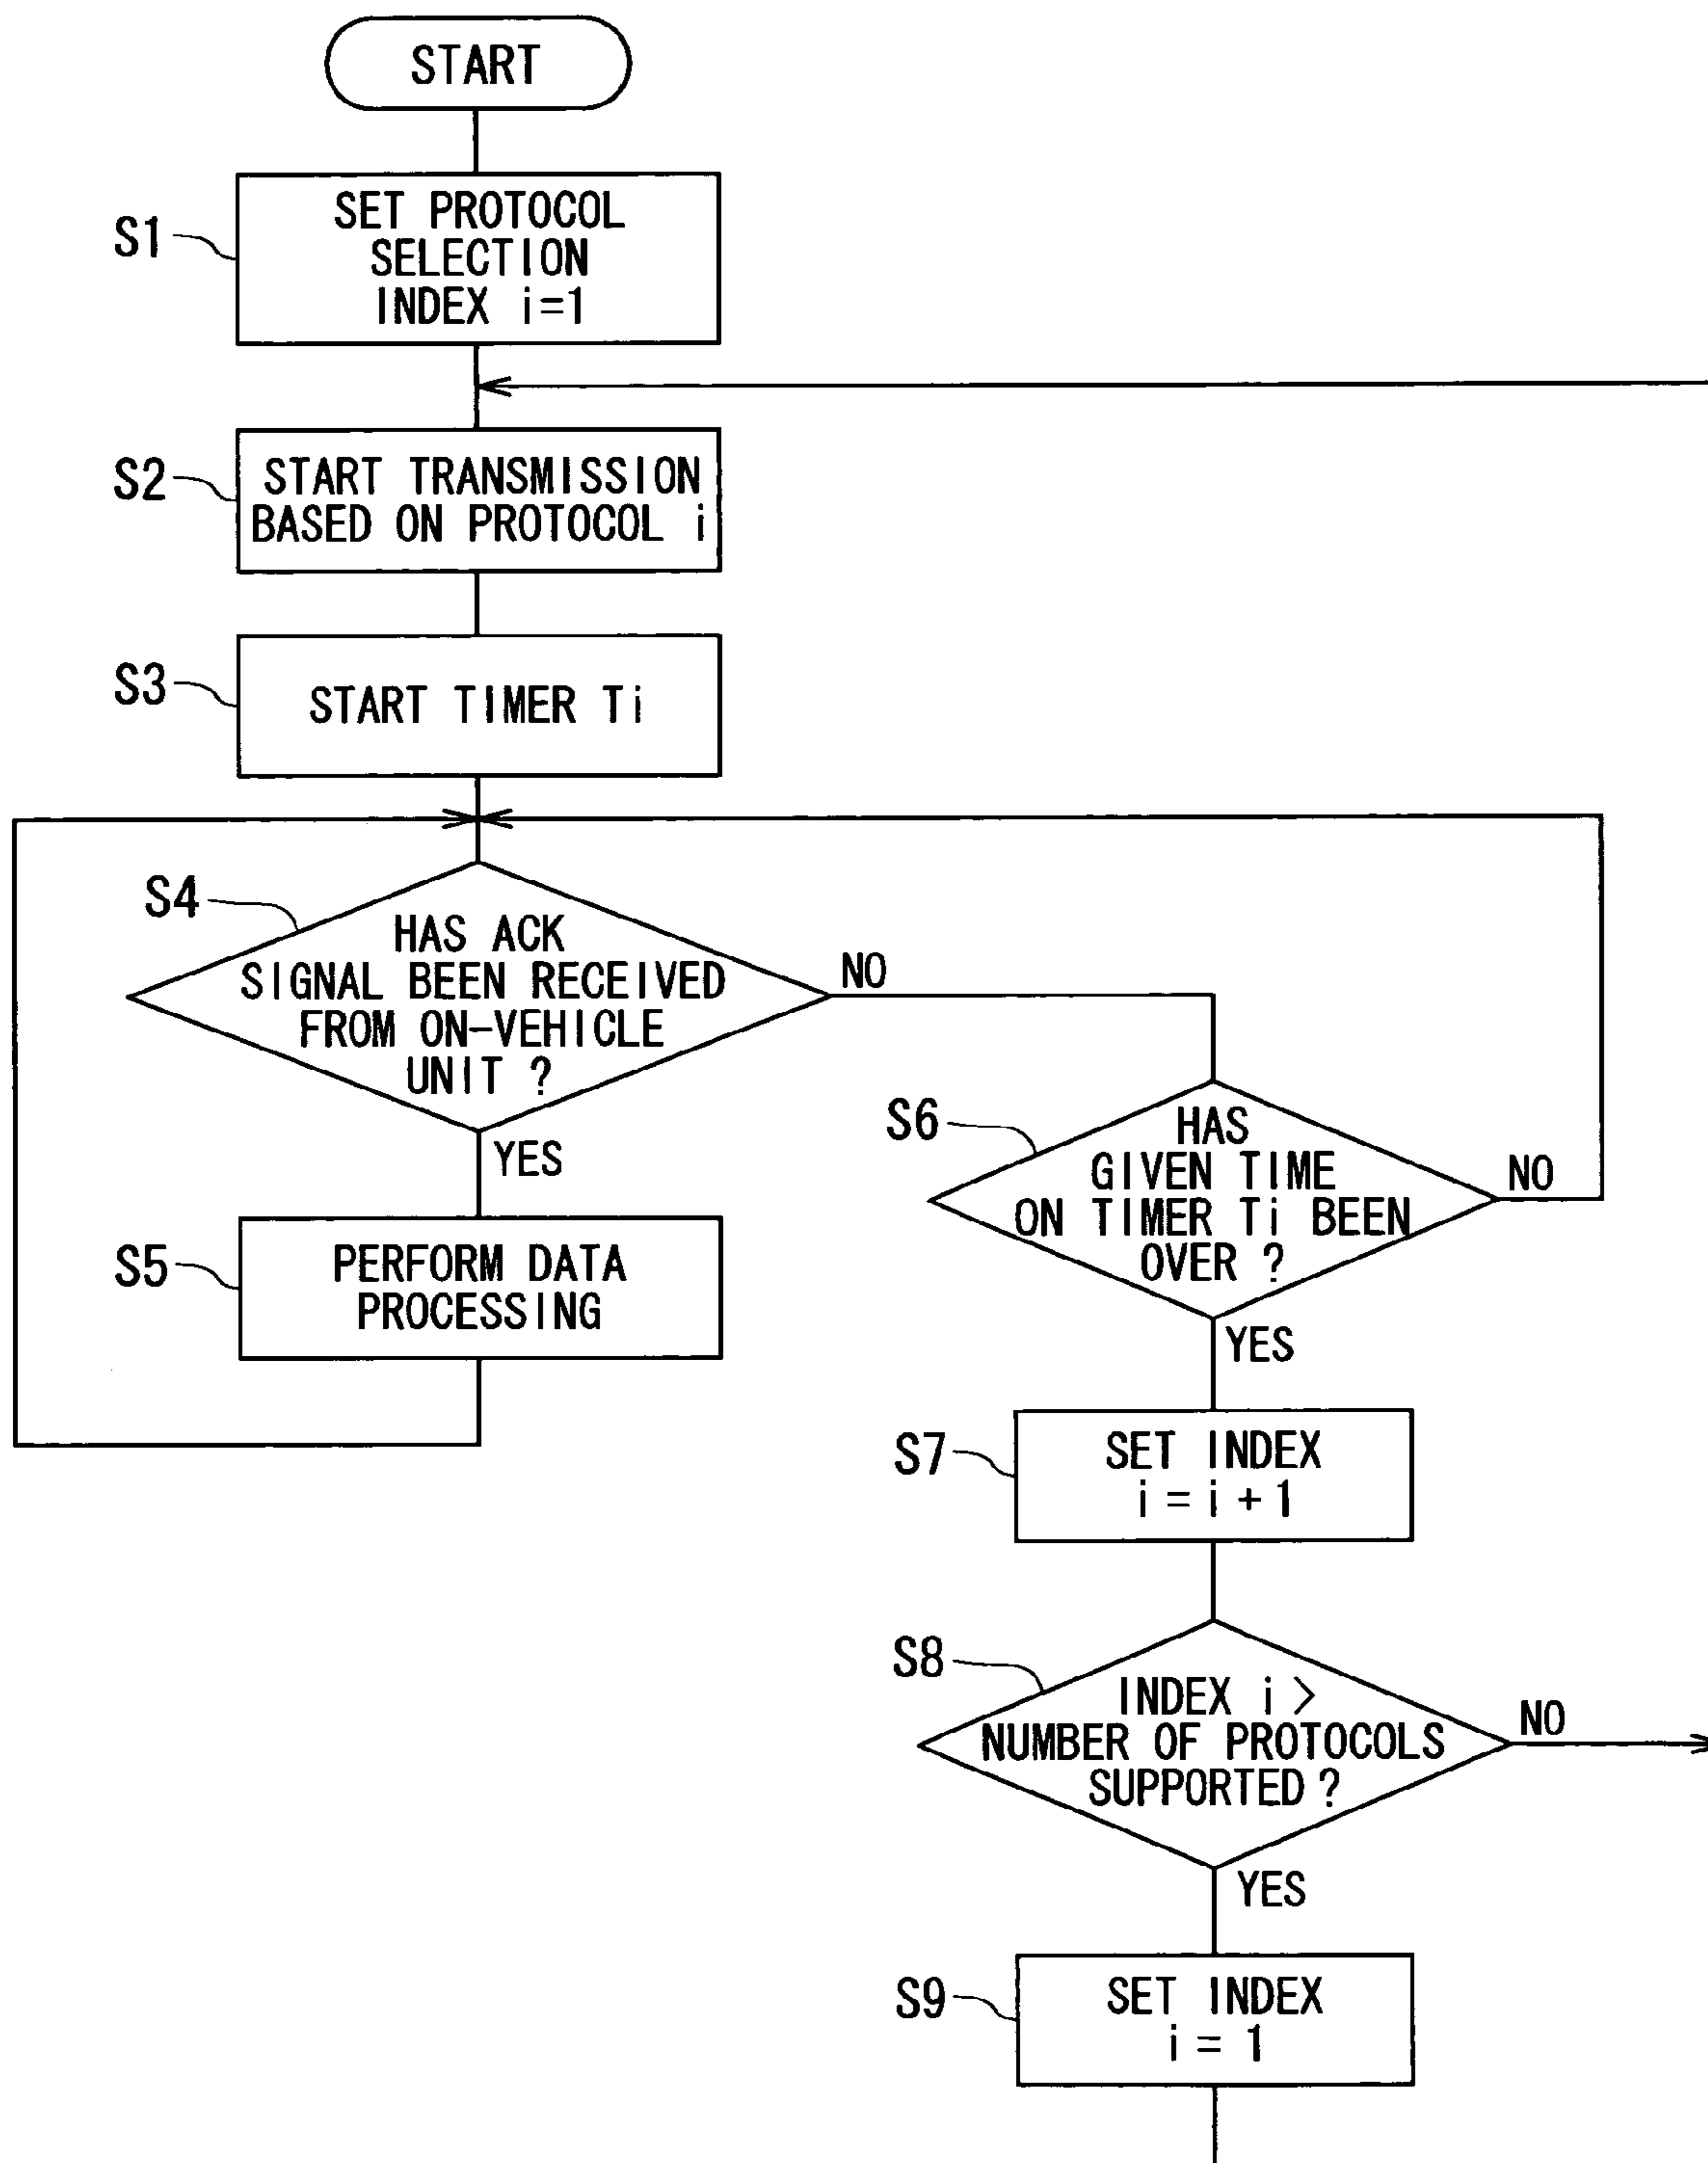 START
S1
SET PROTOCOL
SELECTION
INDEX i=1
S2
START TRANSMISSION
BASED ON PROTOCOL i
S3
START TIMER Ti
S4
HAS ACK
SIGNAL BEEN RECEIVED
FROM ON-VEHICLE
UNIT ?
NO
YES
S5
PERFORM DATA
PROCESSING
S6
HAS
GIVEN TIME
ON TIMER Ti BEEN
OVER ?
NO
YES
S7
SET INDEX
i = i + 1
S8
INDEX i >
NUMBER OF PROTOCOLS
SUPPORTED ?
NO
YES
S9
SET INDEX
i = 1